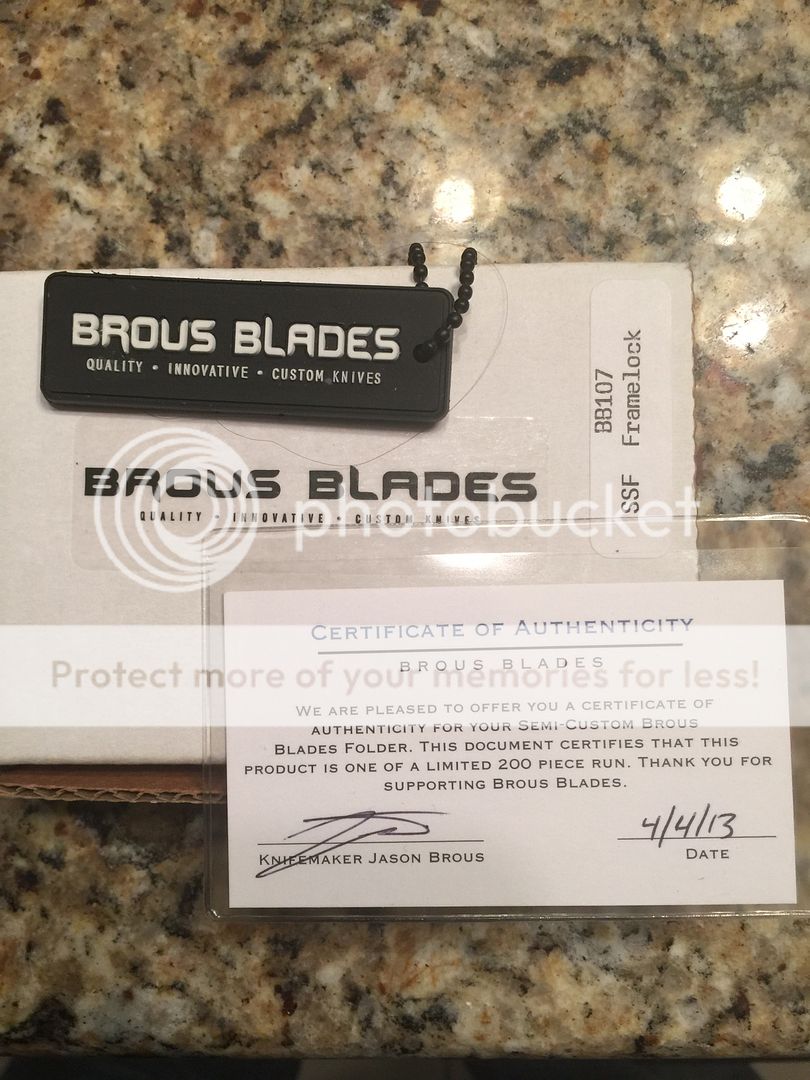 BROUS BLADES
QUALITY • INNOVATIVE • CUSTOM KNIVES
BB107
SSF Framelock
BROUS BLADES
QUALITY • INNOVATIVE • CUSTOM KNIVES
photobucket
Protect more of your memories for less!
CERTIFICATE OF AUTHENTICITY
BROUS BLADES
WE ARE PLEASED TO OFFER YOU A CERTIFICATE OF
AUTHENTICITY FOR YOUR SEMI-CUSTOM BROUS
BLADES FOLDER. THIS DOCUMENT CERTIFIES THAT THIS
PRODUCT IS ONE OF A LIMITED 200 PIECE RUN. THANK YOU FOR
SUPPORTING BROUS BLADES.
4/4/13
KNIFEMAKER JASON BROUS
DATE